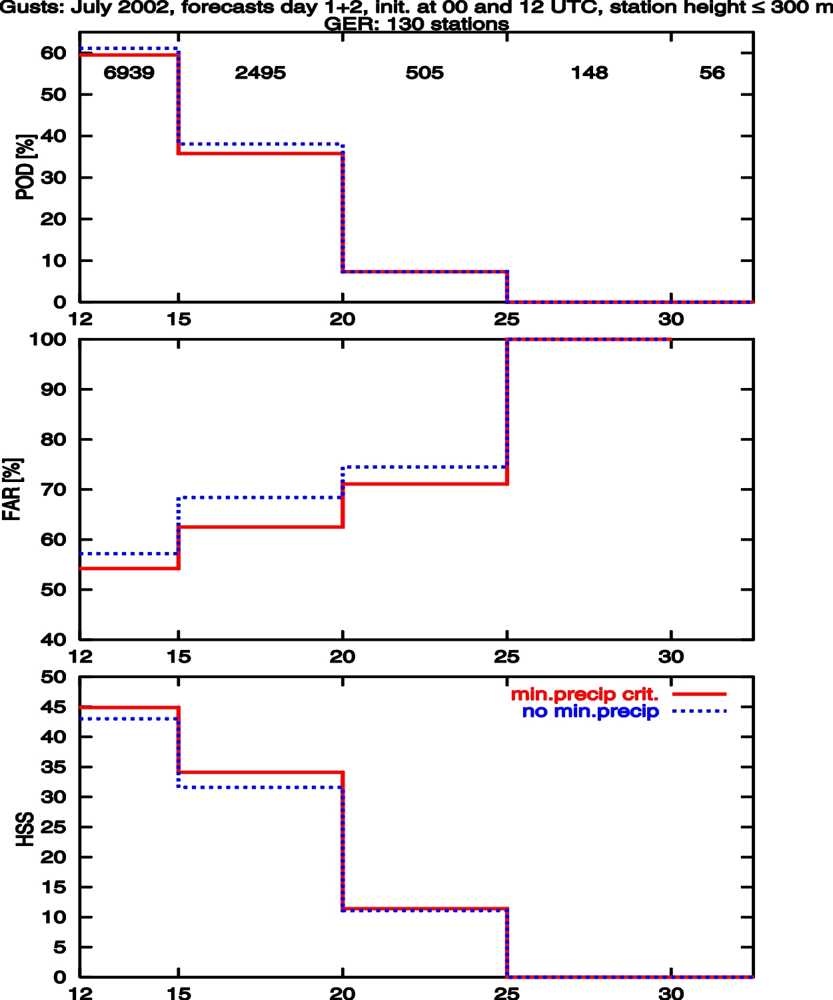 Gusts: July 2002, forecasts day 1+2, init. at 00 and 12 UTC, station height ≤ 300 m
GER: 130 stations
POD [%]
60
50
40
30
20
10
0
6939 2495 505 148 56
12 15 20 25 30
FAR [%]
100
90
80
70
60
50
40
12 15 20 25 30
HSS
50
45
40
35
30
25
20
15
10
5
0
min.precip crit.
no min.precip
12 15 20 25 30